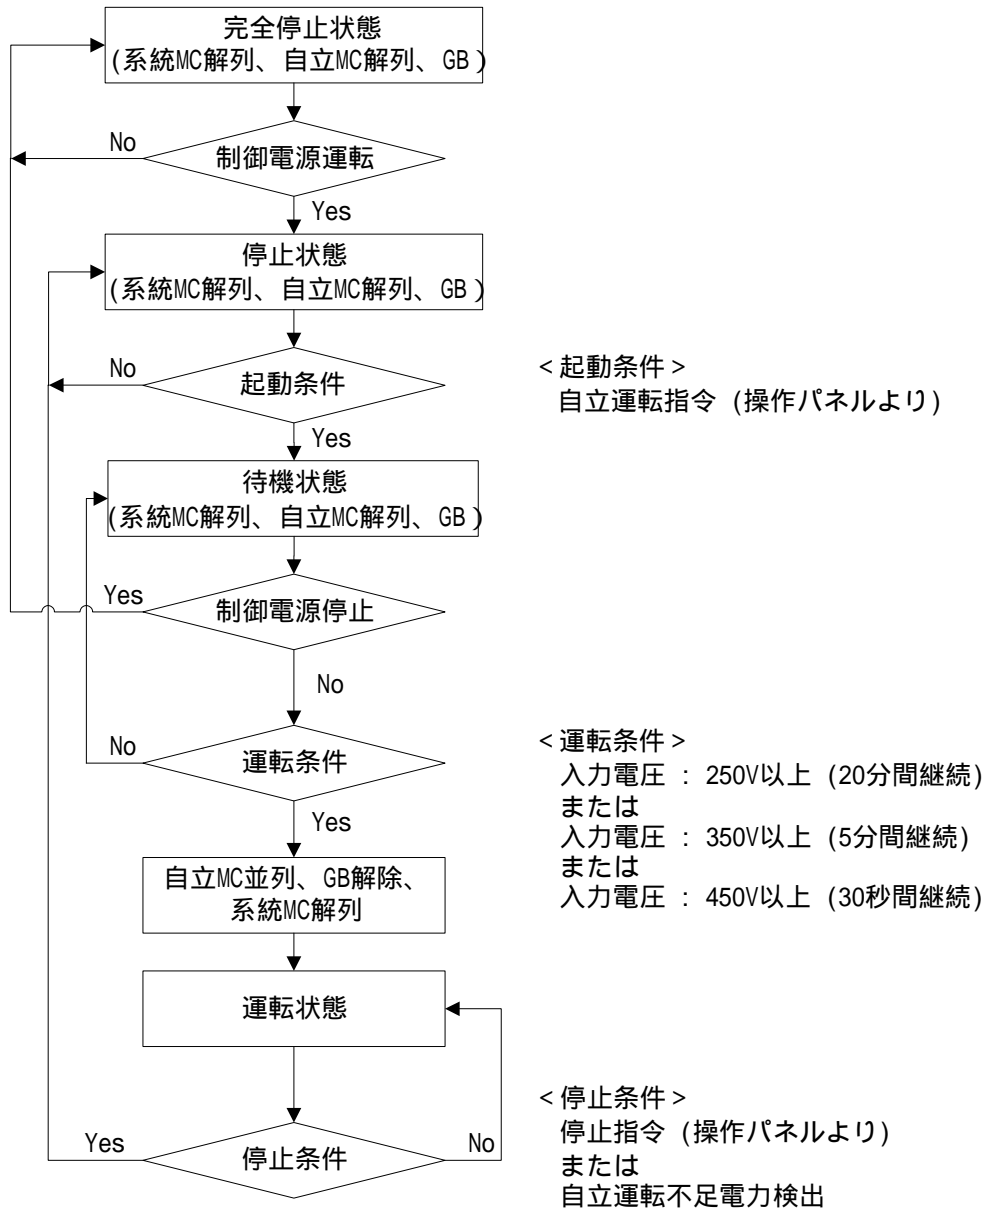 完全停止状態
(系統MC解列、自立MC解列、GB)
No
制御電源運転
Yes
停止状態
(系統MC解列、自立MC解列、GB)
No
起動条件
<起動条件>
自立運転指令 (操作パネルより)
Yes
待機状態
(系統MC解列、自立MC解列、GB)
Yes
制御電源停止
No
No
運転条件
<運転条件>
入力電圧 : 250V以上 (20分間継続)
または
入力電圧 : 350V以上 (5分間継続)
または
入力電圧 : 450V以上 (30秒間継続)
Yes
自立MC並列、GB解除、
系統MC解列
運転状態
<停止条件>
停止指令 (操作パネルより)
または
自立運転不足電力検出
Yes
停止条件
No